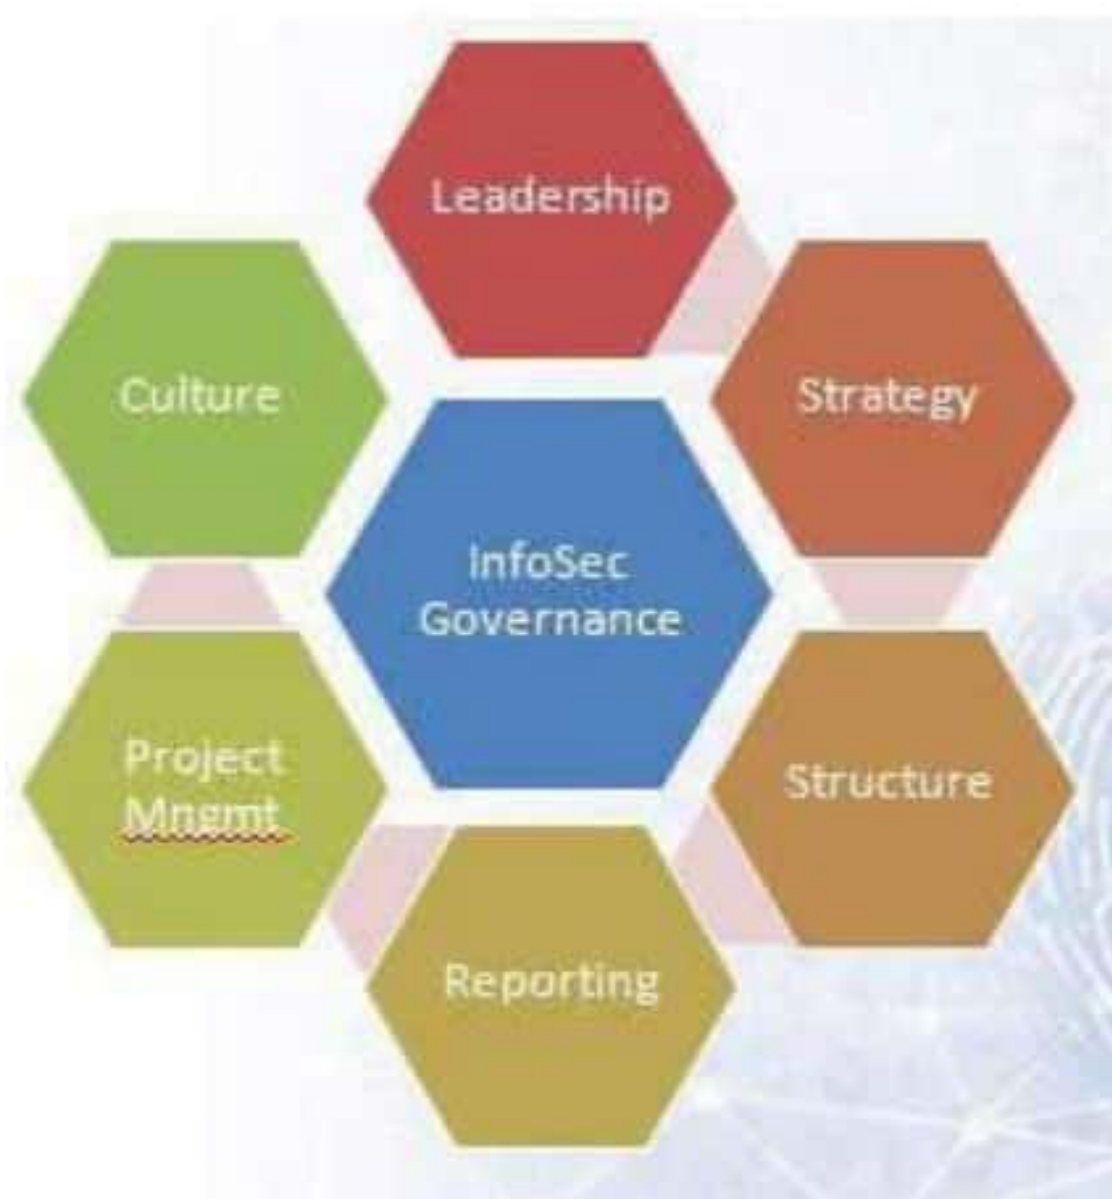 Leadership
Strategy
Culture
InfoSec
Governance
Structure
Project
Mngmt
Reporting